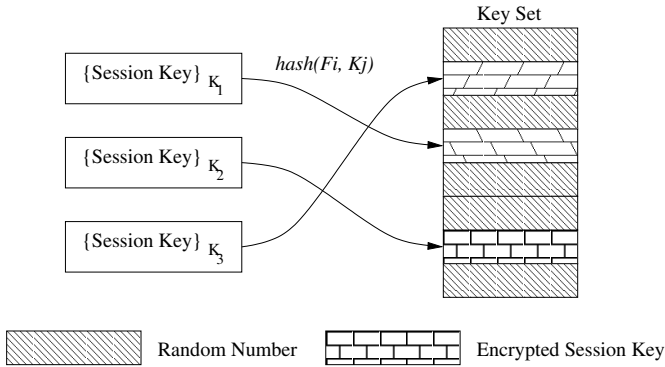 Key Set
hash(Fi, Kj)
{Session Key} K1
{Session Key} K2
{Session Key} K3
Random Number
Encrypted Session Key